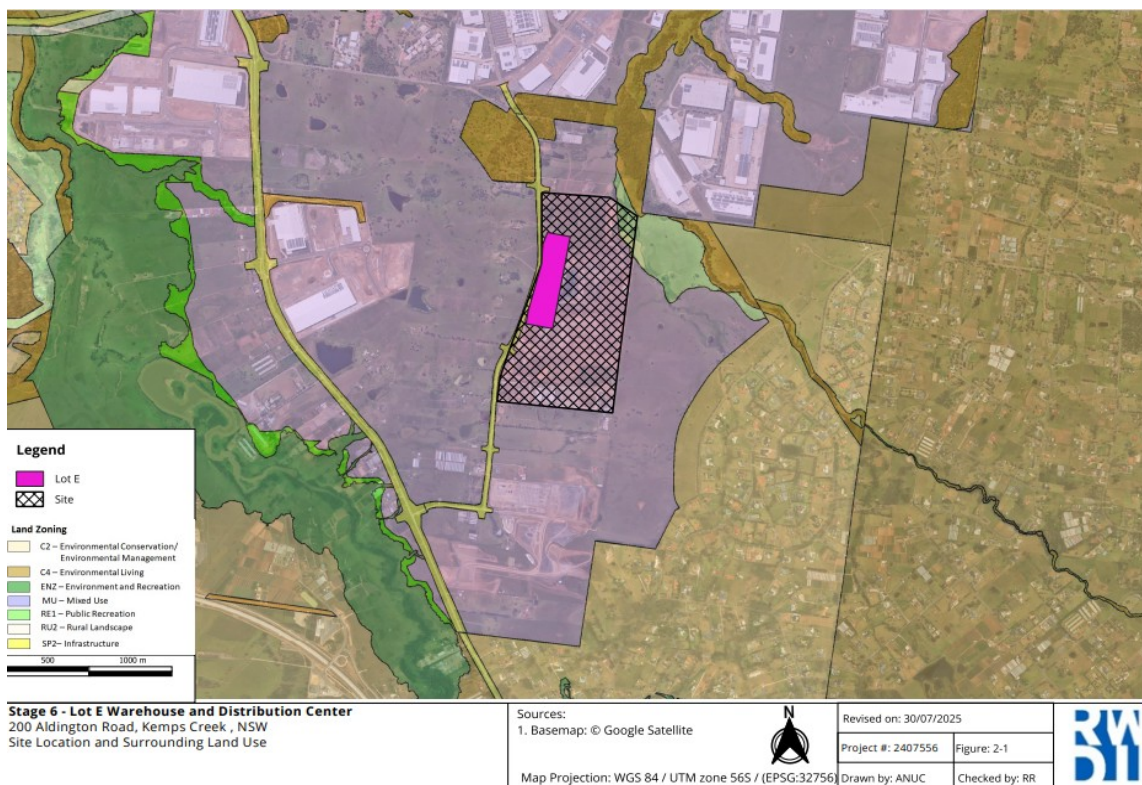 Legend
Lot E
Site
Land Zoning
C2 – Environmental Conservation/
Environmental Management
C4 – Environmental Living
ENZ – Environment and Recreation
MU – Mixed Use
RE1 – Public Recreation
RU2 – Rural Landscape
SP2– Infrastructure
500 1000 m
Stage 6 - Lot E Warehouse and Distribution Center
200 Aldington Road, Kemps Creek , NSW
Site Location and Surrounding Land Use
Sources:
1. Basemap: © Google Satellite
N
Map Projection: WGS 84 / UTM zone 56S / (EPSG:32756)
Revised on: 30/07/2025
Project #: 2407556
Figure: 2-1
Drawn by: ANUC
Checked by: RR
RW
DI